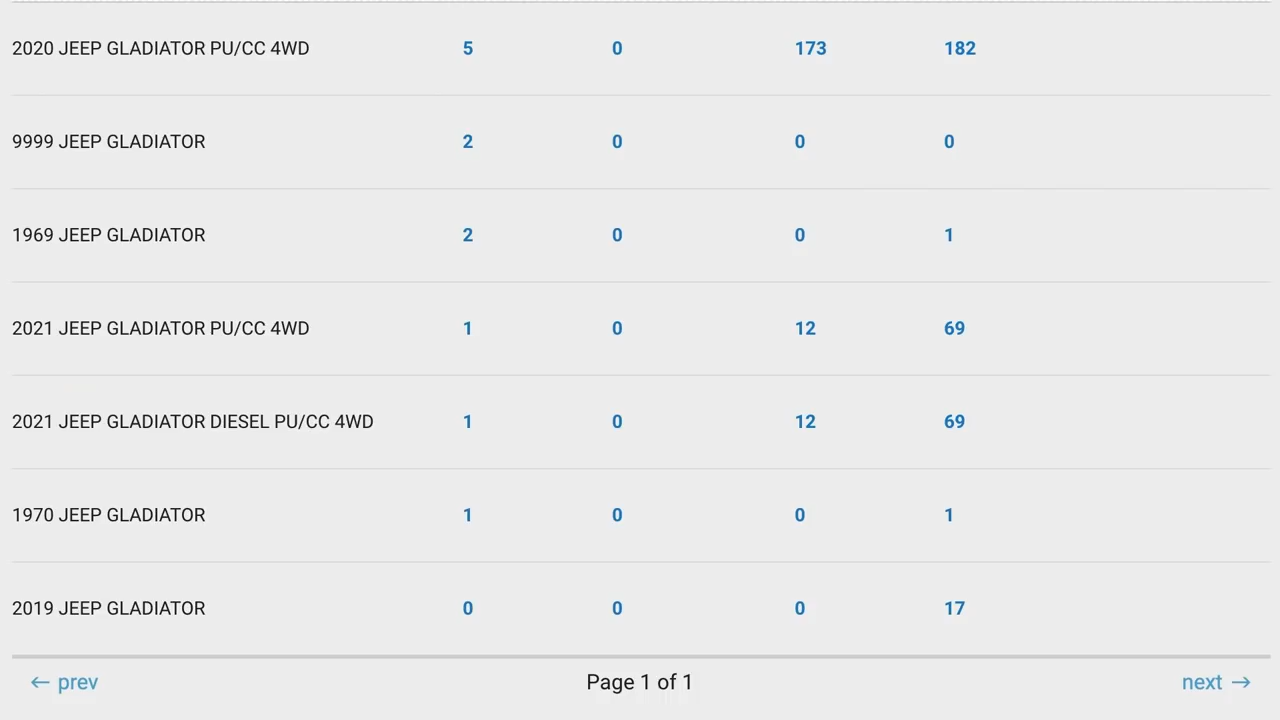 2020 JEEP GLADIATOR PU/CC 4WD 5 0 173 182
9999 JEEP GLADIATOR 2 0 0 0
1969 JEEP GLADIATOR 2 0 0 1
2021 JEEP GLADIATOR PU/CC 4WD 1 0 12 69
2021 JEEP GLADIATOR DIESEL PU/CC 4WD 1 0 12 69
1970 JEEP GLADIATOR 1 0 0 1
2019 JEEP GLADIATOR 0 0 0 17
← prev Page 1 of 1 next →